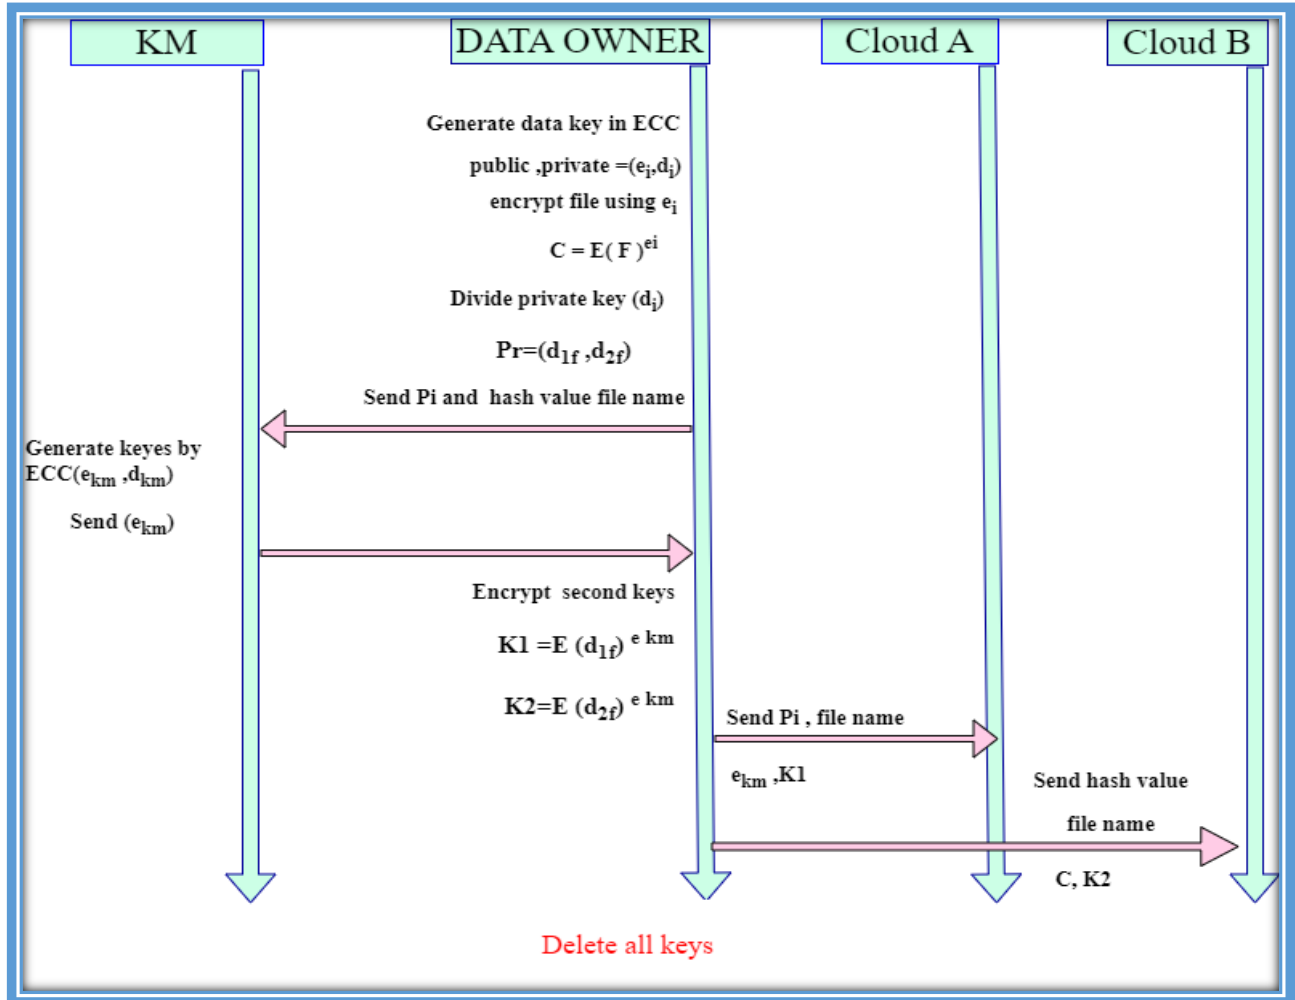 KM
DATA OWNER
Cloud A
Cloud B
Generate data key in ECC
public ,private =(eᵢ,dᵢ)
encrypt file using eᵢ
C = E( F )ᵉⁱ
Divide private key (dᵢ)
Pr=(d₁f ,d₂f)
Send Pi and hash value file name
Generate keyes by
ECC(ekm ,dkm)
Send (ekm)
Encrypt second keys
K1 =E (d₁f) e km
K2=E (d₂f) e km
Send Pi , file name
ekm ,K1
Send hash value
file name
C, K2
Delete all keys